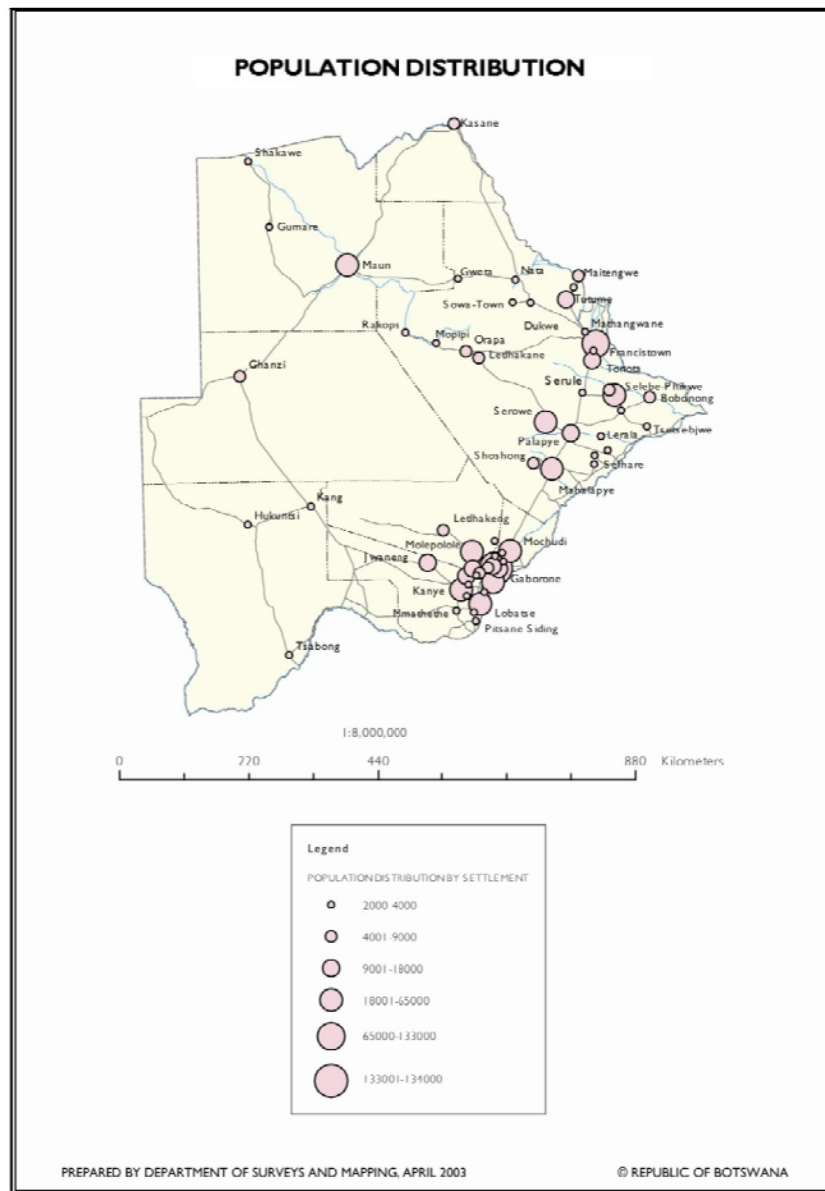 POPULATION DISTRIBUTION
Kasane
Shakawe
Gumare
Maun
Gweta
Nata
Maitengwe
Sowa-Town
Tutume
Rakops
Mopipi
Dukwe
Mathangwane
Orapa
Francistown
Ledhakane
Tonota
Ghanzi
Serule
Selebe-Phikwe
Bobonong
Serowe
Tsetsebjwe
Palapye
Lerala
Shoshong
Sefhare
Mahalapye
Kang
Hukuntsi
Ledhakeng
Molepolole
Mochudi
Jwaneng
Gaborone
Kanye
Mmathethe
Lobatse
Pitsane Siding
Tsabong
1:8,000,000
0 220 440 880 Kilometers
Legend
POPULATION DISTRIBUTION BY SETTLEMENT
2000-4000
4001-9000
9001-18000
18001-65000
65000-133000
133001-134000
PREPARED BY DEPARTMENT OF SURVEYS AND MAPPING, APRIL 2003 © REPUBLIC OF BOTSWANA